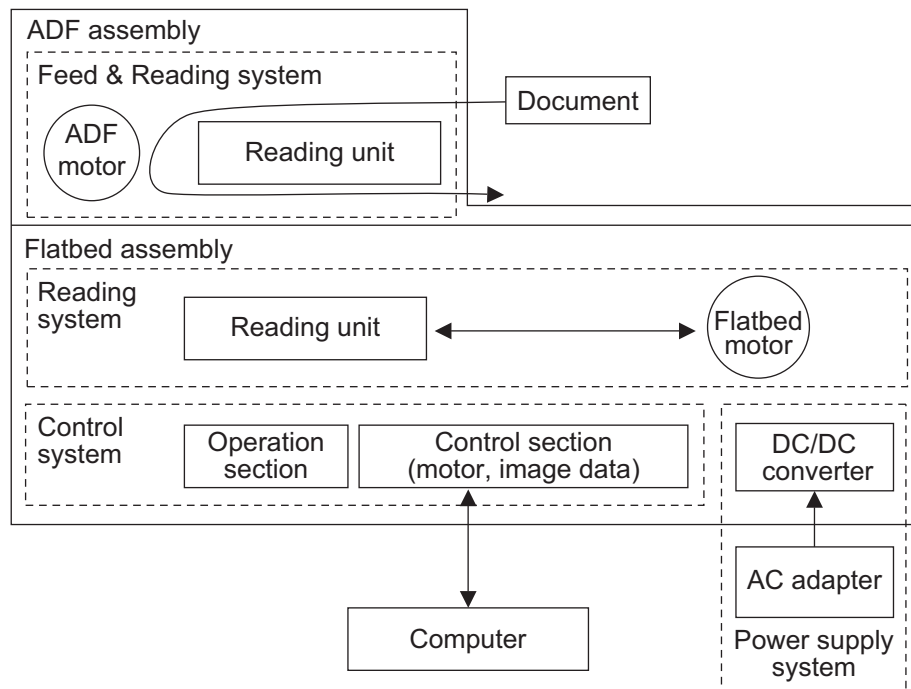 ADF assembly
Feed & Reading system
Document
ADF
motor
Reading unit
Flatbed assembly
Reading
system
Reading unit
Flatbed
motor
Control
system
Operation
section
Control section
(motor, image data)
DC/DC
converter
AC adapter
Computer
Power supply
system